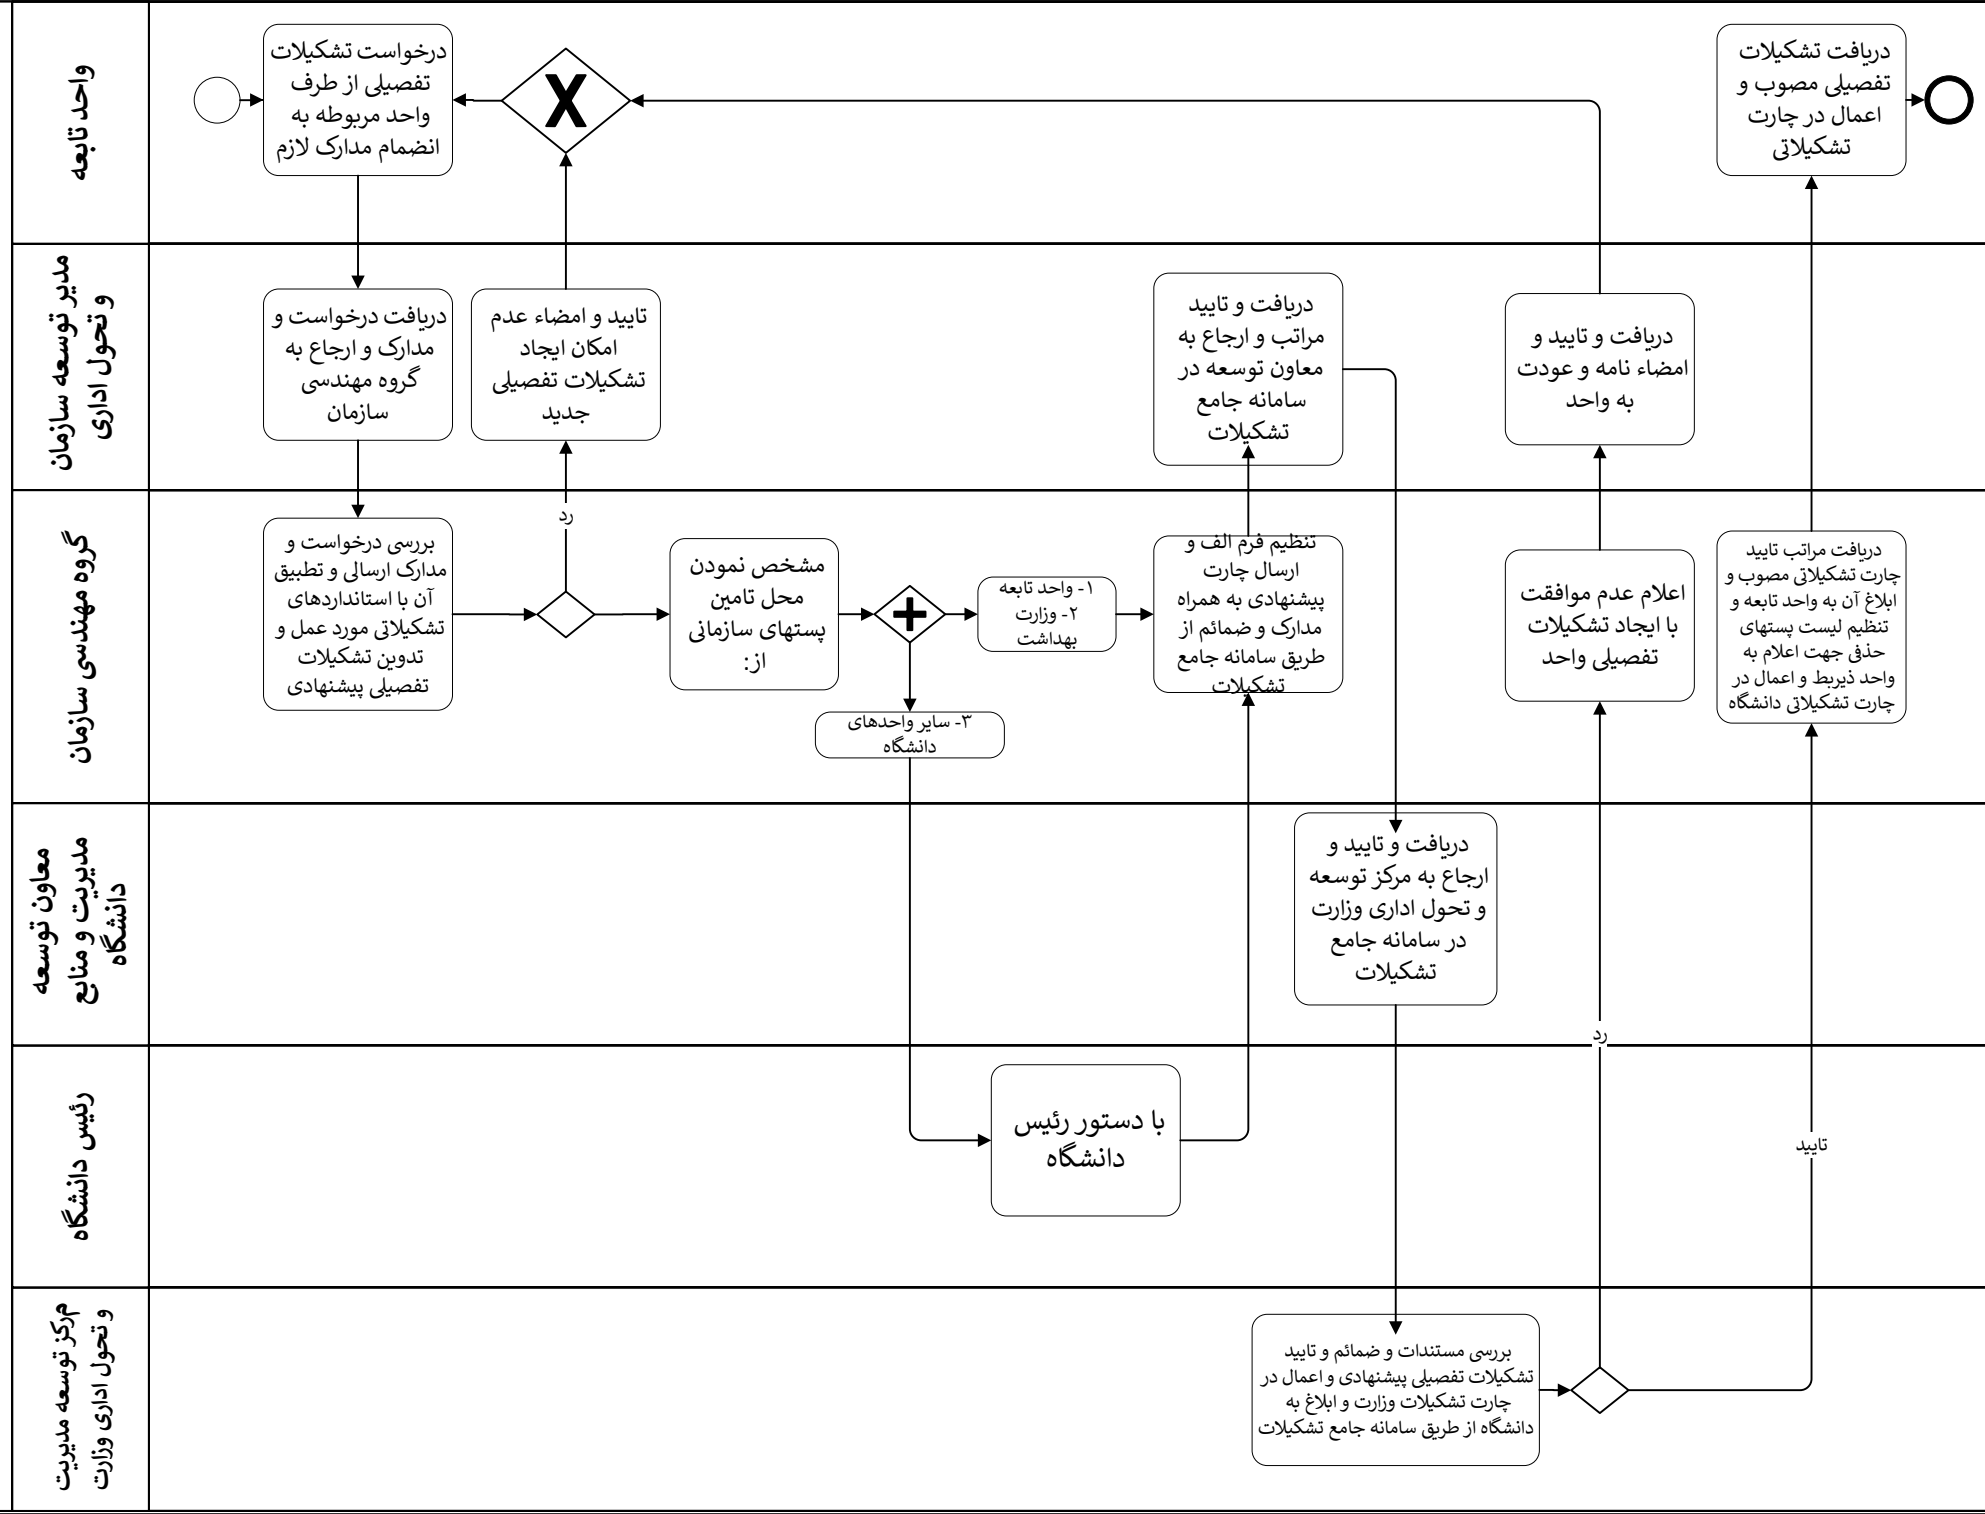 واحد تابعه
درخواست تشکیلات
تفصیلی از طرف
واحد مربوطه به
انضمام مدارک لازم
X
دریافت تشکیلات
تفصیلی مصوب و
اعمال در چارت
تشکیلاتی
مدیر توسعه سازمان
و تحول اداری
دریافت درخواست و
مدارک و ارجاع به
گروه مهندسی
سازمان
تایید و امضاء عدم
امکان ایجاد
تشکیلات تفصیلی
جدید
دریافت و تایید
مراتب و ارجاع به
معاون توسعه در
سامانه جامع
تشکیلات
دریافت و تایید و
امضاء نامه و عودت
به واحد
گروه مهندسی سازمان
بررسی درخواست و
مدارک ارسالی و تطبیق
آن با استانداردهای
تشکیلاتی مورد عمل و
تدوین تشکیلات
تفصیلی پیشنهادی
رد
مشخص نمودن
محل تامین
پستهای سازمانی
از:
۱- واحد تابعه
۲- وزارت
بهداشت
۳- سایر واحدهای
دانشگاه
تنظیم فرم الف و
ارسال چارت
پیشنهادی به همراه
مدارک و ضمائم از
طریق سامانه جامع
تشکیلات
اعلام عدم موافقت
با ایجاد تشکیلات
تفصیلی واحد
دریافت مراتب تایید
چارت تشکیلاتی مصوب و
ابلاغ آن به واحد تابعه و
تنظیم لیست پستهای
حذفی جهت اعلام به
واحد ذیربط و اعمال در
چارت تشکیلاتی دانشگاه
معاون توسعه
مدیریت و منابع
دانشگاه
دریافت و تایید و
ارجاع به مرکز توسعه
و تحول اداری وزارت
در سامانه جامع
تشکیلات
رد
رئیس دانشگاه
با دستور رئیس
دانشگاه
تایید
مرکز توسعه مدیریت
و تحول اداری وزارت
بررسی مستندات و ضمائم و تایید
تشکیلات تفصیلی پیشنهادی و اعمال در
چارت تشکیلات وزارت و ابلاغ به
دانشگاه از طریق سامانه جامع تشکیلات